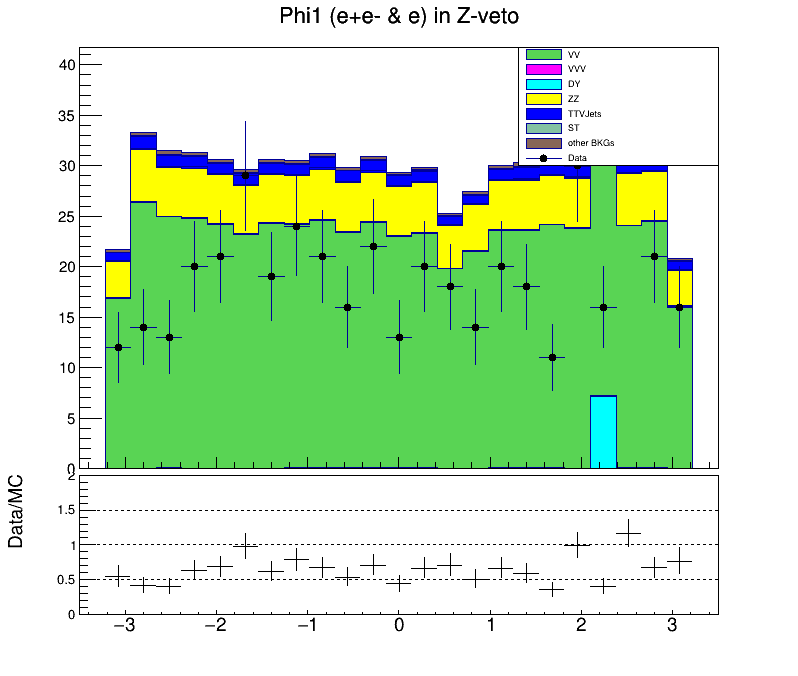 Phi1 (e+e- & e) in Z-veto
40
35
30
25
20
15
10
5
0
VV
VVV
DY
ZZ
TTVJets
ST
other BKGs
Data
Data/MC
2
1.5
1
0.5
0
−3 −2 −1 0 1 2 3